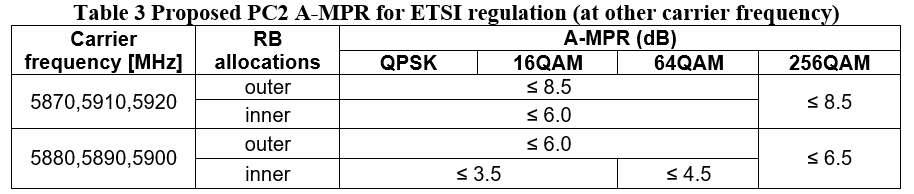 Table 3 Proposed PC2 A-MPR for ETSI regulation (at other carrier frequency)
Carrier frequency [MHz] RB allocations A-MPR (dB)
QPSK 16QAM 64QAM 256QAM
5870,5910,5920 outer ≤ 8.5 ≤ 8.5
inner ≤ 6.0
5880,5890,5900 outer ≤ 6.0 ≤ 6.5
inner ≤ 3.5 ≤ 4.5